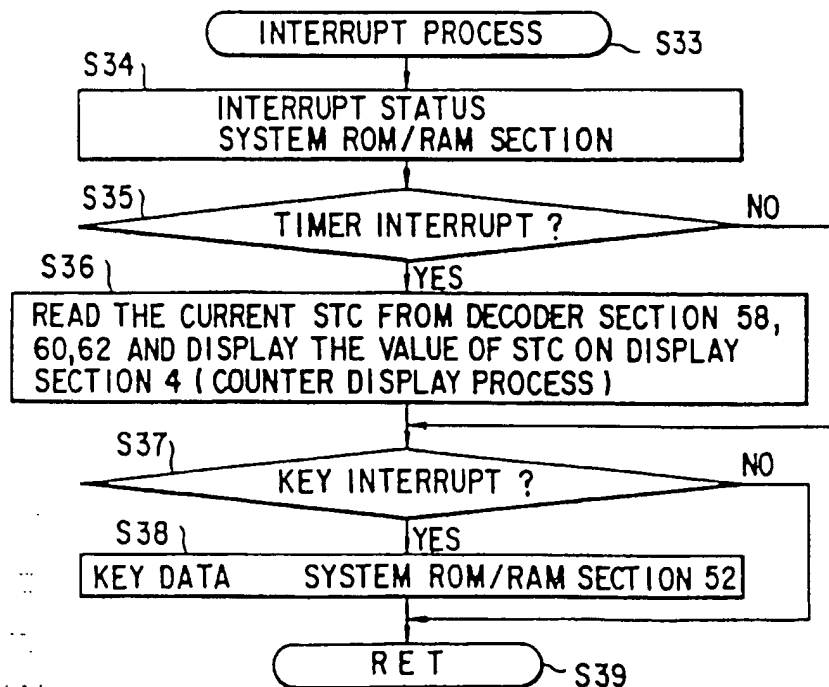 INTERRUPT PROCESS
S33
S34
INTERRUPT STATUS
SYSTEM ROM/RAM SECTION
S35
TIMER INTERRUPT ?
NO
S36
YES
READ THE CURRENT STC FROM DECODER SECTION 58,
60,62 AND DISPLAY THE VALUE OF STC ON DISPLAY
SECTION 4 (COUNTER DISPLAY PROCESS)
S37
KEY INTERRUPT ?
NO
S38
YES
KEY DATA SYSTEM ROM/RAM SECTION 52
RET
S39